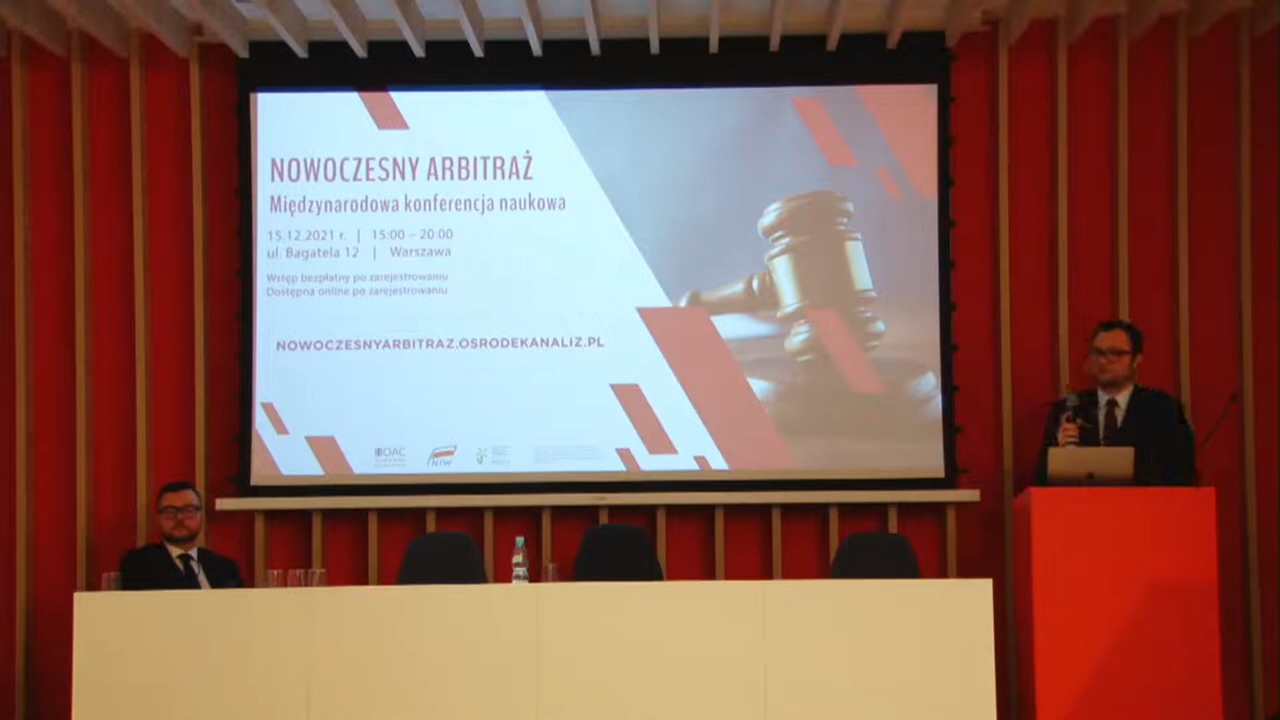 NOWOCZESNY ARBITRAŻ
Międzynarodowa konferencja naukowa
15.12.2021 r. | 15:00 – 20:00
ul. Bagatela 12 | Warszawa
Wstęp bezpłatny po zarejestrowaniu
Dostępna online po zarejestrowaniu
NOWOCZESNYARBITRAZ.OSRODEKANALIZ.PL
OAC
NIW